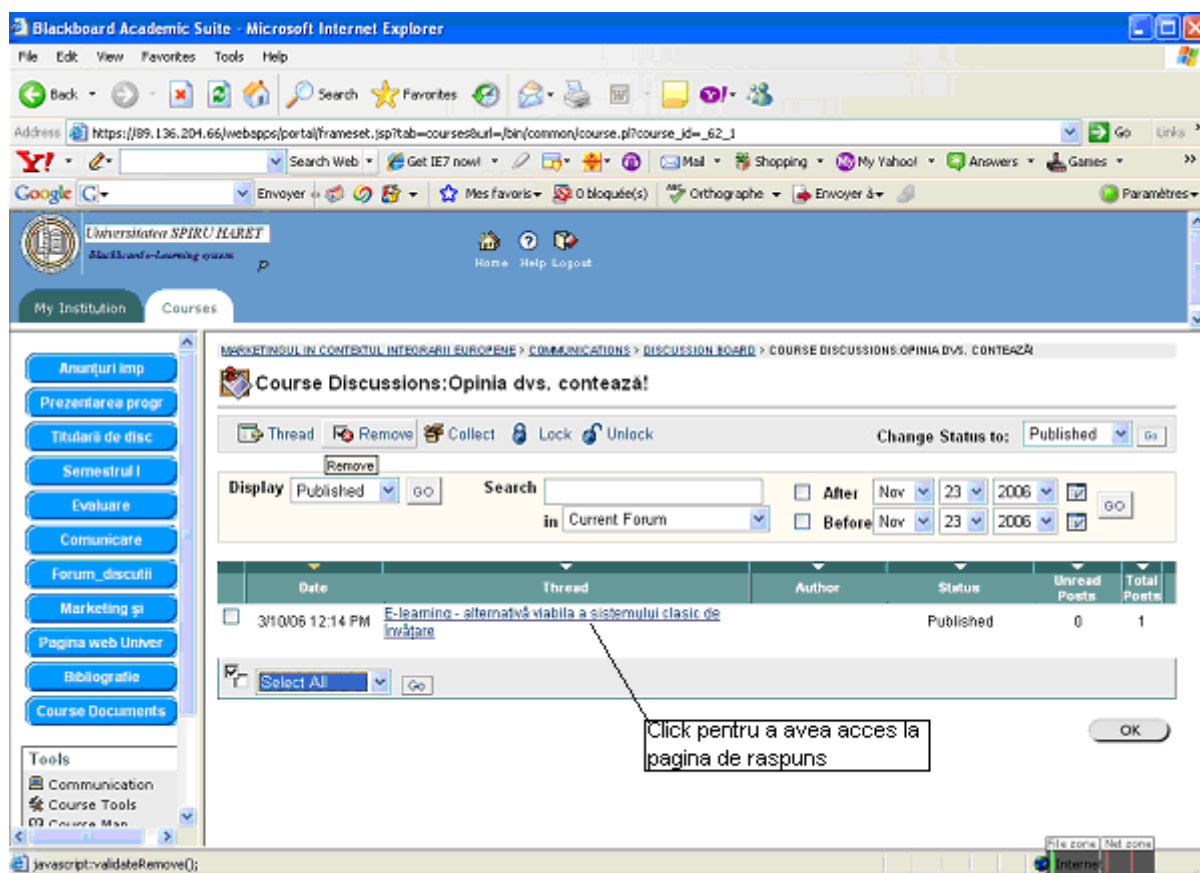 Blackboard Academic Suite - Microsoft Internet Explorer
File Edit View Favorites Tools Help
Back Search Favorites
Address https://89.136.204.66/webapps/portal/frameset.jsp?tab=courses&url=/bin/common/course.pl?course_id=_62_1 Go Links
Y! Search Web Get IE7 now! Mail Shopping My Yahoo! Answers Games
Google G Envoyer Mes favoris 0 bloquée(s) Orthographe Envoyer à Paramètres
Universitatea SPIRU HARET
Blackboard e-Learning system
Home Help Logout
My Institution Courses
MARKETINGUL IN CONTEXTUL INTEGRARII EUROPENE > COMMUNICATIONS > DISCUSSION BOARD > COURSE DISCUSSIONS:OPINIA DVS. CONTEAZĂ!
Course Discussions:Opinia dvs. contează!
Anunţuri imp
Prezentarea progr
Titularii de disc
Semestrul I
Evaluare
Comunicare
Forum_discutii
Marketing şi
Pagina web Univer
Bibliografie
Course Documents
Tools
Communication
Course Tools
Course Map
Thread Remove Collect Lock Unlock Change Status to: Published Go
Remove
Display Published GO Search After Nov 23 2006 GO
in Current Forum Before Nov 23 2006
Date Thread Author Status Unread Posts Total Posts
3/10/06 12:14 PM E-learning - alternativă viabila a sistemului clasic de Published 0 1
învăţare
Select All Go
Click pentru a avea acces la
pagina de raspuns
OK
File zone Net zone
javascript:validateRemove(); Internet